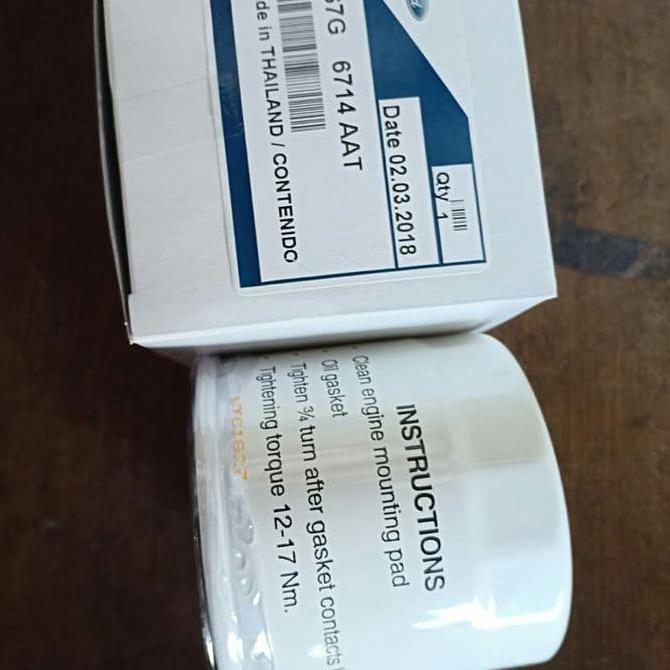 67G 6714 AAT
de in THAILAND / CONTENIDO
Date 02.03.2018
Qty 1
INSTRUCTIONS
· Clean engine mounting pad
· Oil gasket
· Tighten ¾ turn after gasket contacts
· Tightening torque 12-17 Nm.